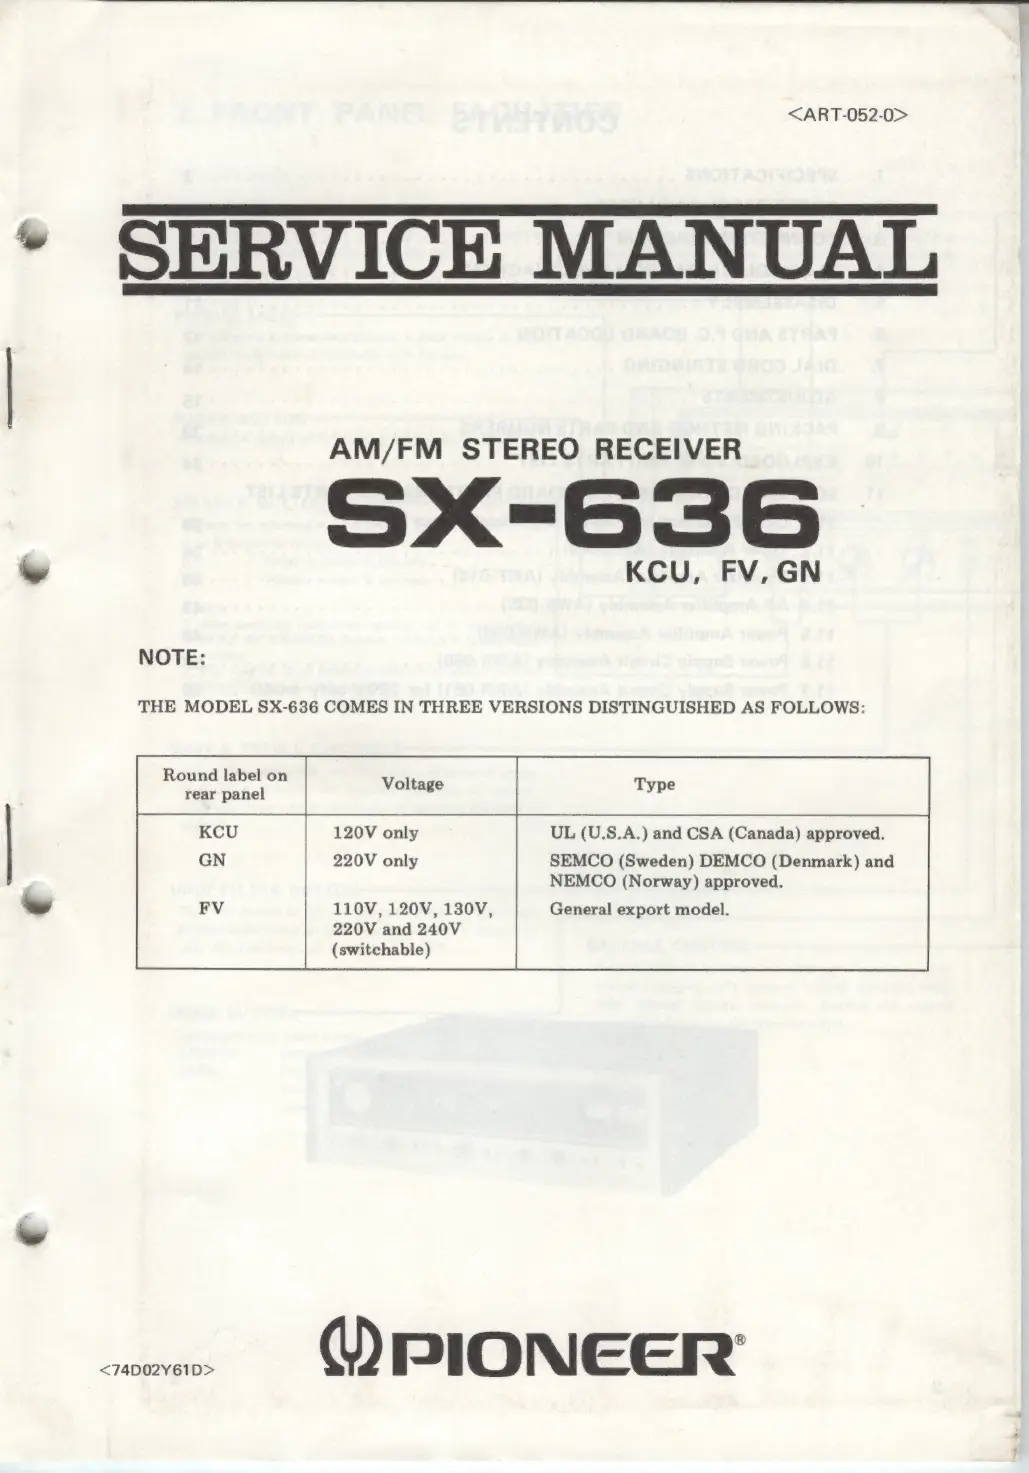 <ART-052-0>
SERVICE MANUAL
AM/FM STEREO RECEIVER
SX-636
KCU, FV, GN
NOTE:
THE MODEL SX-636 COMES IN THREE VERSIONS DISTINGUISHED AS FOLLOWS:
Round label on rear panel Voltage Type
KCU 120V only UL (U.S.A.) and CSA (Canada) approved.
GN 220V only SEMCO (Sweden) DEMCO (Denmark) and
NEMCO (Norway) approved.
FV 110V, 120V, 130V, General export model.
220V and 240V
(switchable)
PIONEER®
<74D02Y61D>